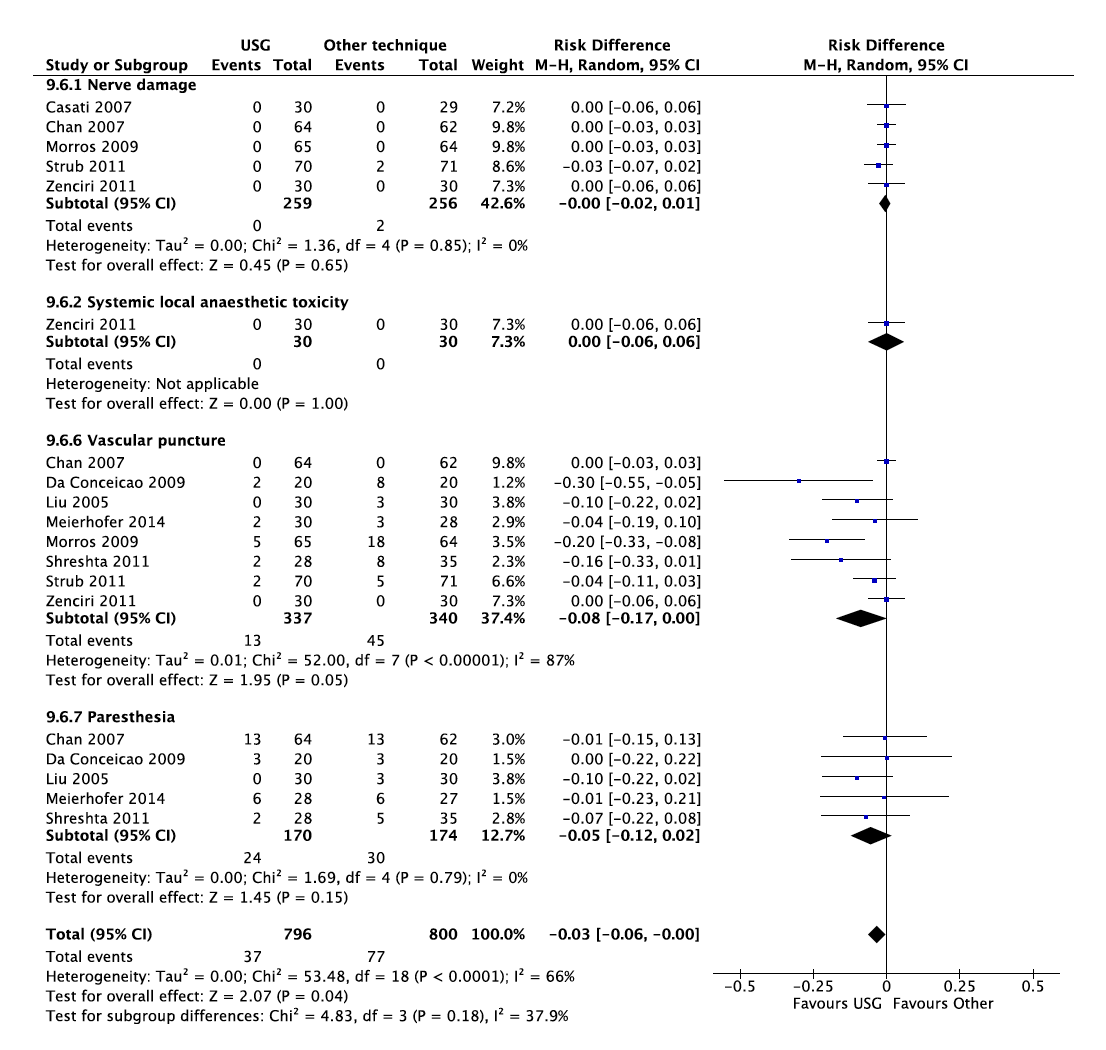 USG Other technique Risk Difference Risk Difference
Study or Subgroup Events Total Events Total Weight M-H, Random, 95% CI M-H, Random, 95% CI
9.6.1 Nerve damage
Casati 2007 0 30 0 29 7.2% 0.00 [-0.06, 0.06]
Chan 2007 0 64 0 62 9.8% 0.00 [-0.03, 0.03]
Morros 2009 0 65 0 64 9.8% 0.00 [-0.03, 0.03]
Strub 2011 0 70 2 71 8.6% -0.03 [-0.07, 0.02]
Zenciri 2011 0 30 0 30 7.3% 0.00 [-0.06, 0.06]
Subtotal (95% CI) 259 256 42.6% -0.00 [-0.02, 0.01]
Total events 0 2
Heterogeneity: Tau² = 0.00; Chi² = 1.36, df = 4 (P = 0.85); I² = 0%
Test for overall effect: Z = 0.45 (P = 0.65)
9.6.2 Systemic local anaesthetic toxicity
Zenciri 2011 0 30 0 30 7.3% 0.00 [-0.06, 0.06]
Subtotal (95% CI) 30 30 7.3% 0.00 [-0.06, 0.06]
Total events 0 0
Heterogeneity: Not applicable
Test for overall effect: Z = 0.00 (P = 1.00)
9.6.6 Vascular puncture
Chan 2007 0 64 0 62 9.8% 0.00 [-0.03, 0.03]
Da Conceicao 2009 2 20 8 20 1.2% -0.30 [-0.55, -0.05]
Liu 2005 0 30 3 30 3.8% -0.10 [-0.22, 0.02]
Meierhofer 2014 2 30 3 28 2.9% -0.04 [-0.19, 0.10]
Morros 2009 5 65 18 64 3.5% -0.20 [-0.33, -0.08]
Shreshta 2011 2 28 8 35 2.3% -0.16 [-0.33, 0.01]
Strub 2011 2 70 5 71 6.6% -0.04 [-0.11, 0.03]
Zenciri 2011 0 30 0 30 7.3% 0.00 [-0.06, 0.06]
Subtotal (95% CI) 337 340 37.4% -0.08 [-0.17, 0.00]
Total events 13 45
Heterogeneity: Tau² = 0.01; Chi² = 52.00, df = 7 (P < 0.00001); I² = 87%
Test for overall effect: Z = 1.95 (P = 0.05)
9.6.7 Paresthesia
Chan 2007 13 64 13 62 3.0% -0.01 [-0.15, 0.13]
Da Conceicao 2009 3 20 3 20 1.5% 0.00 [-0.22, 0.22]
Liu 2005 0 30 3 30 3.8% -0.10 [-0.22, 0.02]
Meierhofer 2014 6 28 6 27 1.5% -0.01 [-0.23, 0.21]
Shreshta 2011 2 28 5 35 2.8% -0.07 [-0.22, 0.08]
Subtotal (95% CI) 170 174 12.7% -0.05 [-0.12, 0.02]
Total events 24 30
Heterogeneity: Tau² = 0.00; Chi² = 1.69, df = 4 (P = 0.79); I² = 0%
Test for overall effect: Z = 1.45 (P = 0.15)
Total (95% CI) 796 800 100.0% -0.03 [-0.06, -0.00]
Total events 37 77
Heterogeneity: Tau² = 0.00; Chi² = 53.48, df = 18 (P < 0.0001); I² = 66%
Test for overall effect: Z = 2.07 (P = 0.04)
Test for subgroup differences: Chi² = 4.83, df = 3 (P = 0.18), I² = 37.9%
-0.5 -0.25 0 0.25 0.5
Favours USG Favours Other